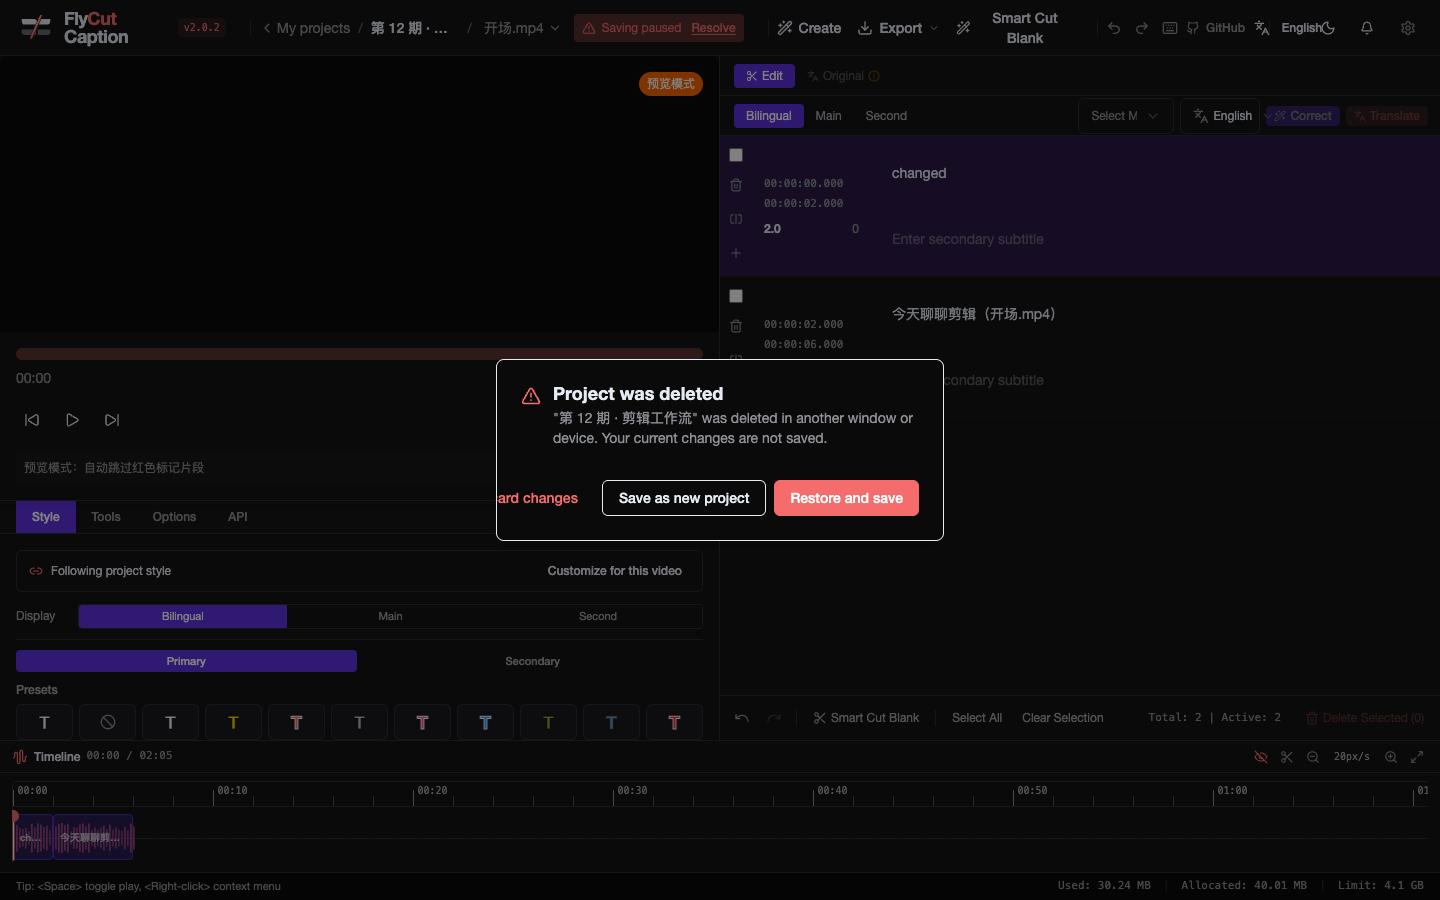 FlyCut Caption
v2.0.2
My projects / 第 12 期 · ... / 开场.mp4
Saving paused Resolve
Create
Export
Smart Cut Blank
GitHub
English
预览模式
Edit
Original
Bilingual Main Second
Select M
English
Correct
Translate
00:00:00.000
00:00:02.000
2.0 0
changed
Enter secondary subtitle
00:00:02.000
00:00:06.000
今天聊聊剪辑（开场.mp4）
condary subtitle
00:00
预览模式：自动跳过红色标记片段
Project was deleted
"第 12 期 · 剪辑工作流" was deleted in another window or
device. Your current changes are not saved.
ard changes
Save as new project
Restore and save
Style Tools Options API
Following project style
Customize for this video
Display Bilingual Main Second
Primary Secondary
Presets
T T T T T T T T T T
Smart Cut Blank
Select All
Clear Selection
Total: 2 | Active: 2
Delete Selected (0)
Timeline 00:00 / 02:05
20px/s
00:00 00:10 00:20 00:30 00:40 00:50 01:00 01
ch... 今天聊聊剪...
Tip: <Space> toggle play, <Right-click> context menu
Used: 30.24 MB
Allocated: 40.01 MB
Limit: 4.1 GB